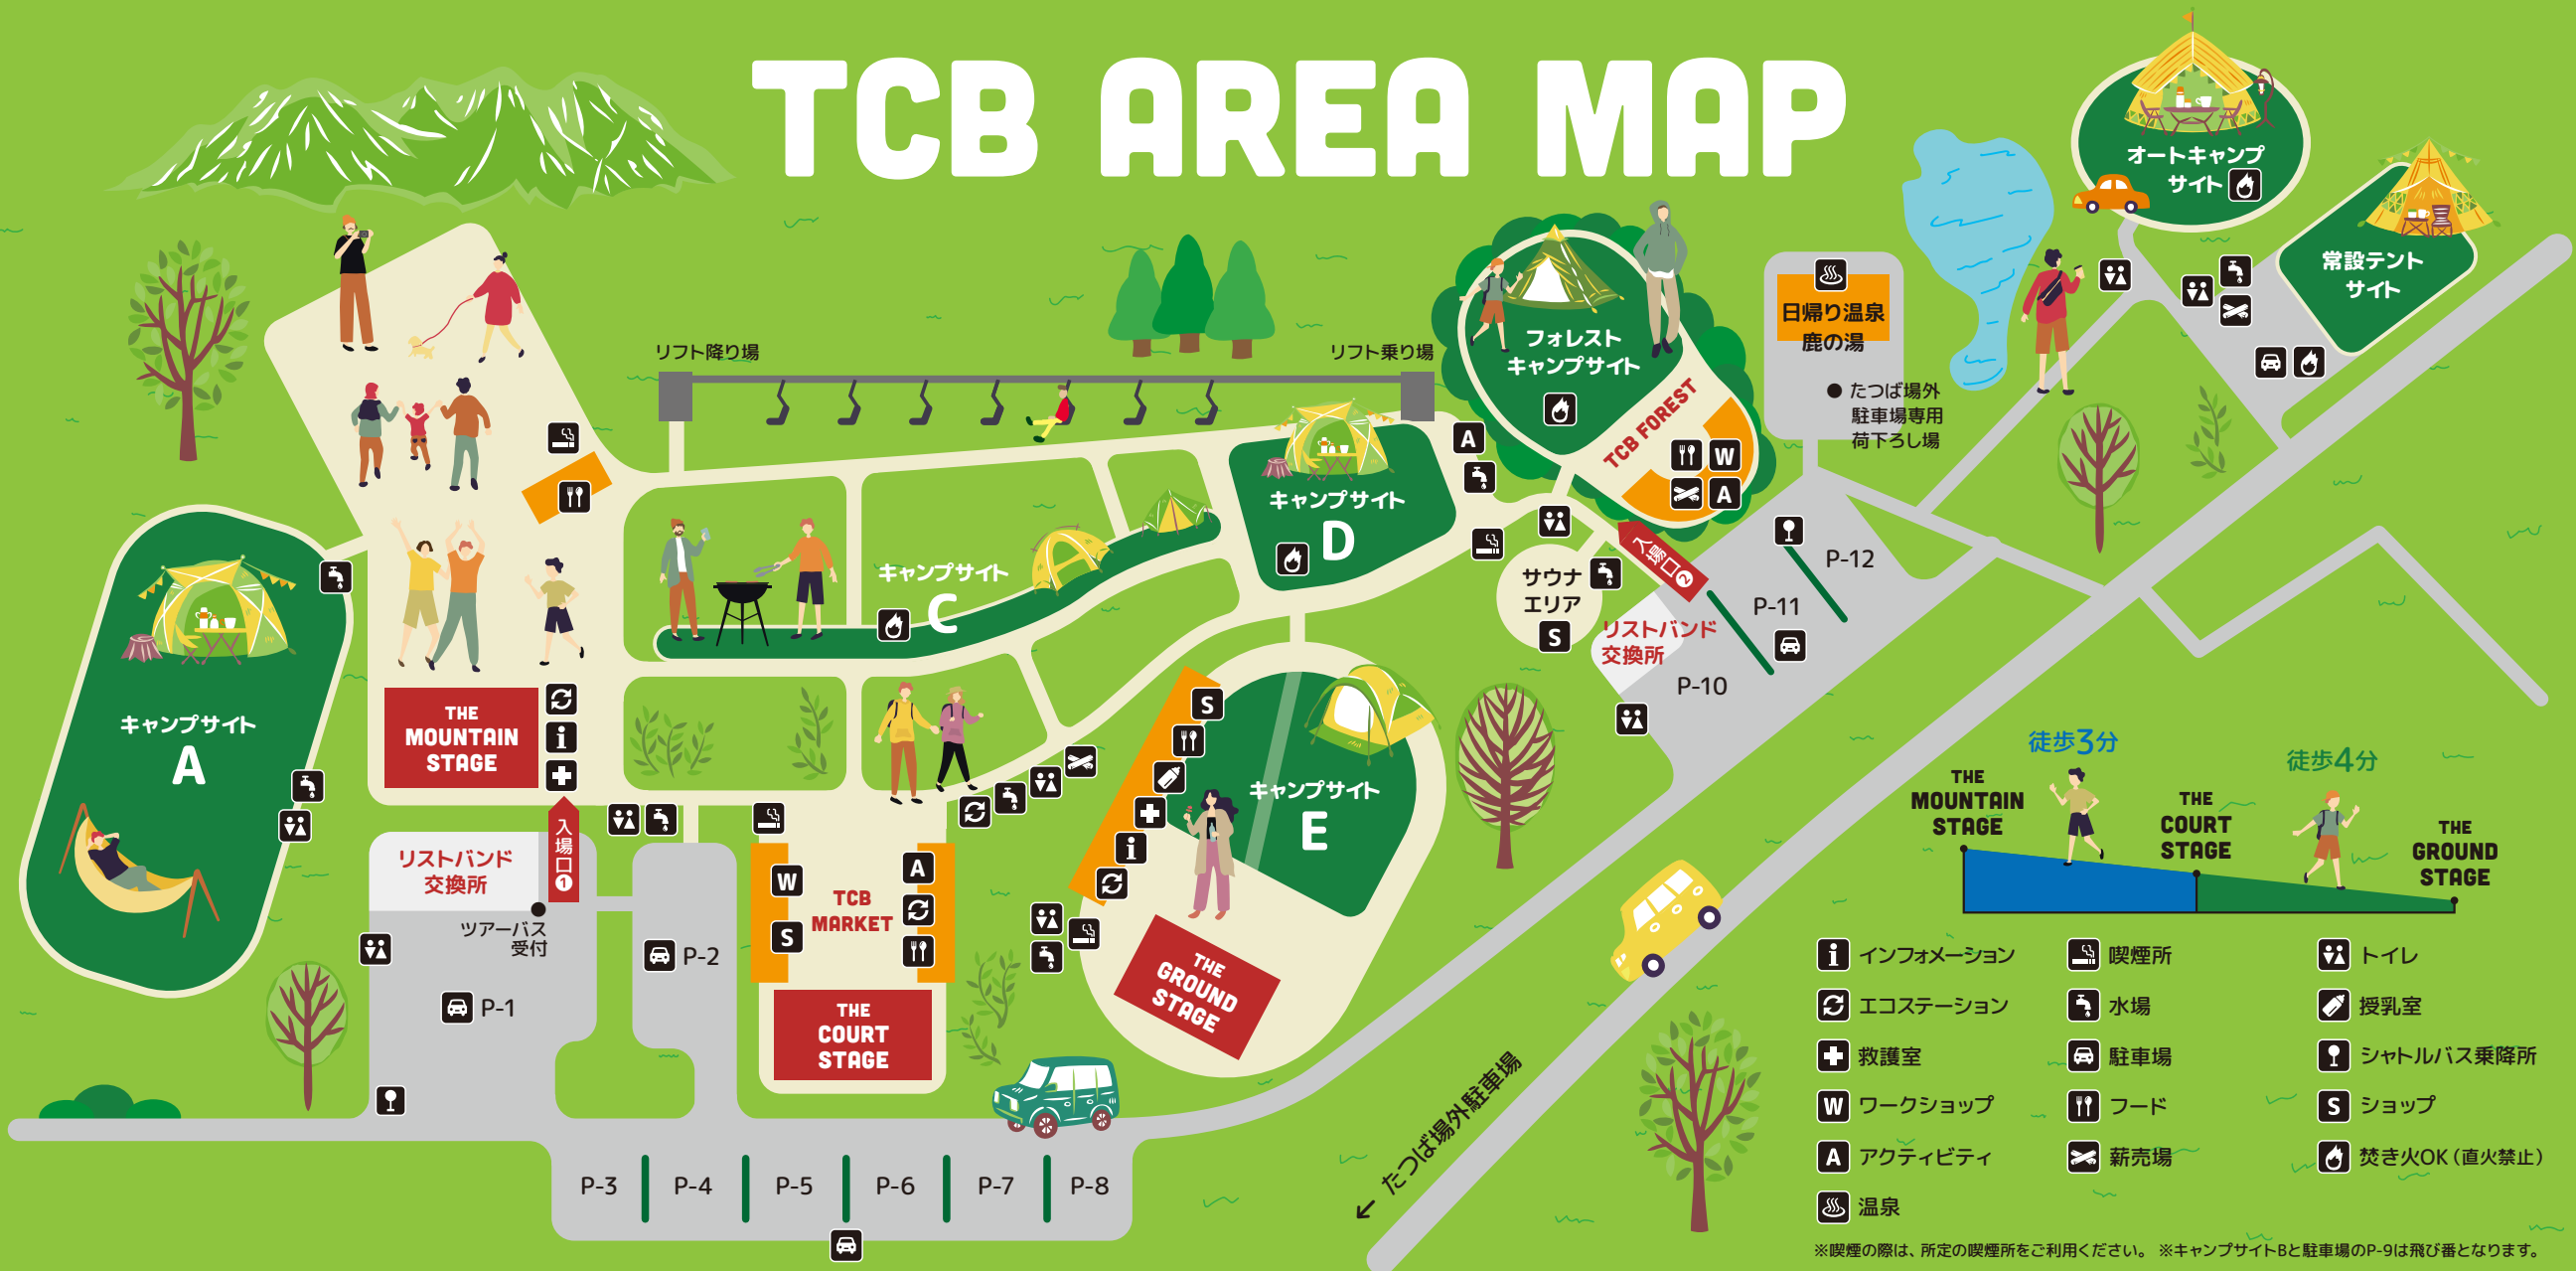 TCB AREA MAP
オートキャンプ
サイト
常設テント
サイト
リフト降り場
リフト乗り場
フォレスト
キャンプサイト
TCB FOREST
W
A
日帰り温泉
鹿の湯
たつば場外
駐車場専用
荷下ろし場
A
キャンプサイト
D
キャンプサイト
C
サウナ
エリア
S
入場口❷
リストバンド
交換所
P-12
P-11
P-10
キャンプサイト
A
THE
MOUNTAIN
STAGE
i
入場口❶
リストバンド
交換所
ツアーバス
受付
P-1
P-2
W
S
TCB
MARKET
A
THE
COURT
STAGE
S
i
キャンプサイト
E
THE
GROUND
STAGE
P-3
P-4
P-5
P-6
P-7
P-8
← たつば場外駐車場
徒歩3分
徒歩4分
THE
MOUNTAIN
STAGE
THE
COURT
STAGE
THE
GROUND
STAGE
i インフォメーション
喫煙所
トイレ
エコステーション
水場
授乳室
救護室
駐車場
シャトルバス乗降所
W ワークショップ
フード
S ショップ
A アクティビティ
薪売場
焚き火OK（直火禁止）
温泉
※喫煙の際は、所定の喫煙所をご利用ください。 ※キャンプサイトBと駐車場のP-9は飛び番となります。